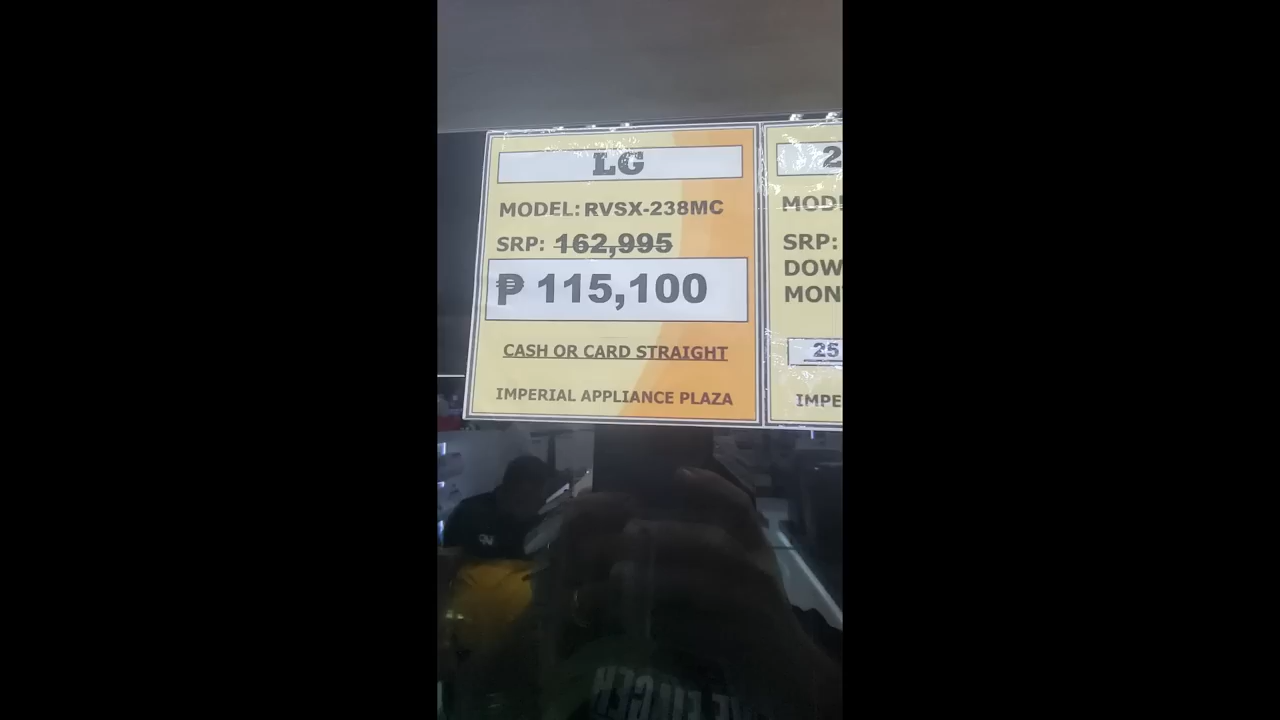 LG
MODEL: RVSX-238MC
SRP: 162,995
₱ 115,100
CASH OR CARD STRAIGHT
IMPERIAL APPLIANCE PLAZA
2
MOD
SRP:
DOW
MON
25
IMPE